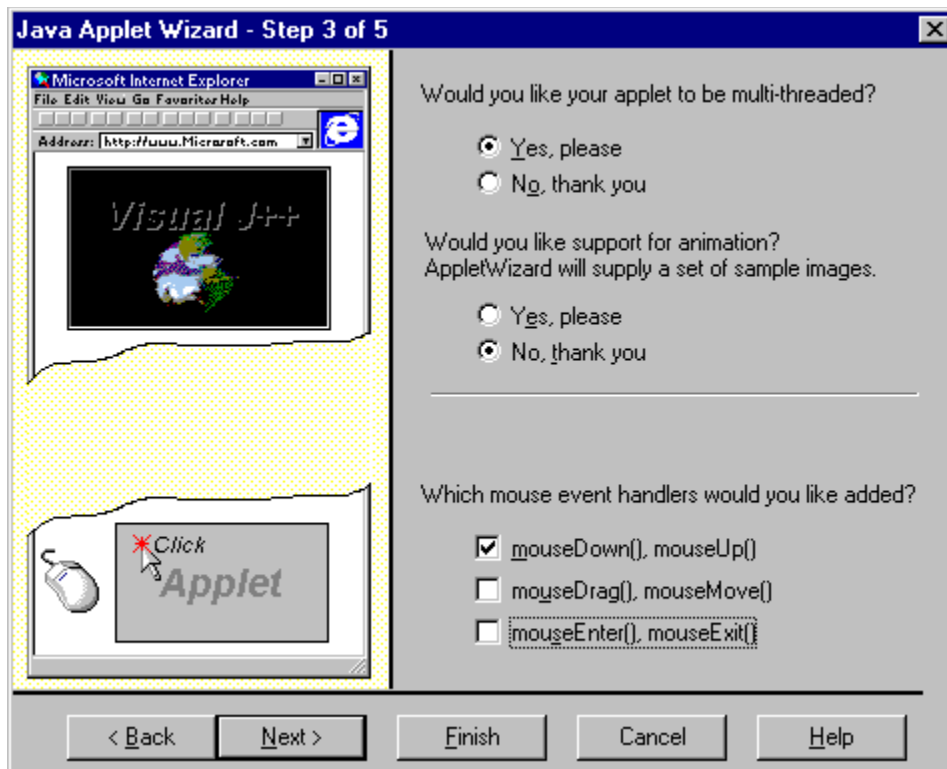 Java Applet Wizard - Step 3 of 5
Microsoft Internet Explorer
File Edit View Go Favorites Help
Address: http://www.Microsoft.com
Visual J++
Click
Applet
Would you like your applet to be multi-threaded?
Yes, please
No, thank you
Would you like support for animation?
AppletWizard will supply a set of sample images.
Yes, please
No, thank you
Which mouse event handlers would you like added?
mouseDown(), mouseUp()
mouseDrag(), mouseMove()
mouseEnter(), mouseExit()
< Back
Next >
Finish
Cancel
Help